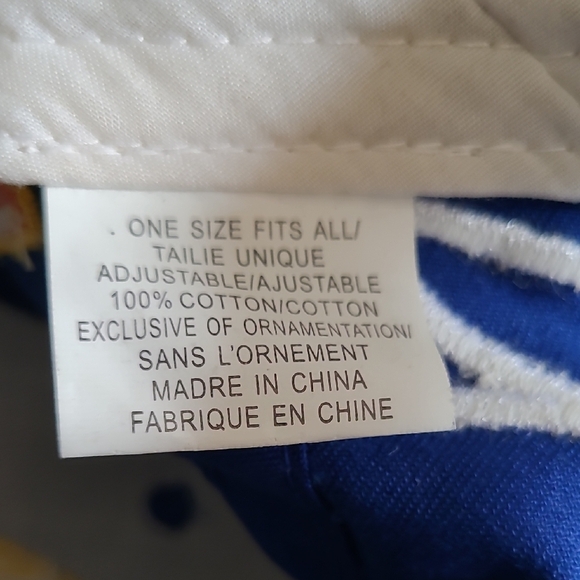 . ONE SIZE FITS ALL/
TAILIE UNIQUE
ADJUSTABLE/AJUSTABLE
100% COTTON/COTTON
EXCLUSIVE OF ORNAMENTATION/
SANS L'ORNEMENT
MADRE IN CHINA
FABRIQUE EN CHINE